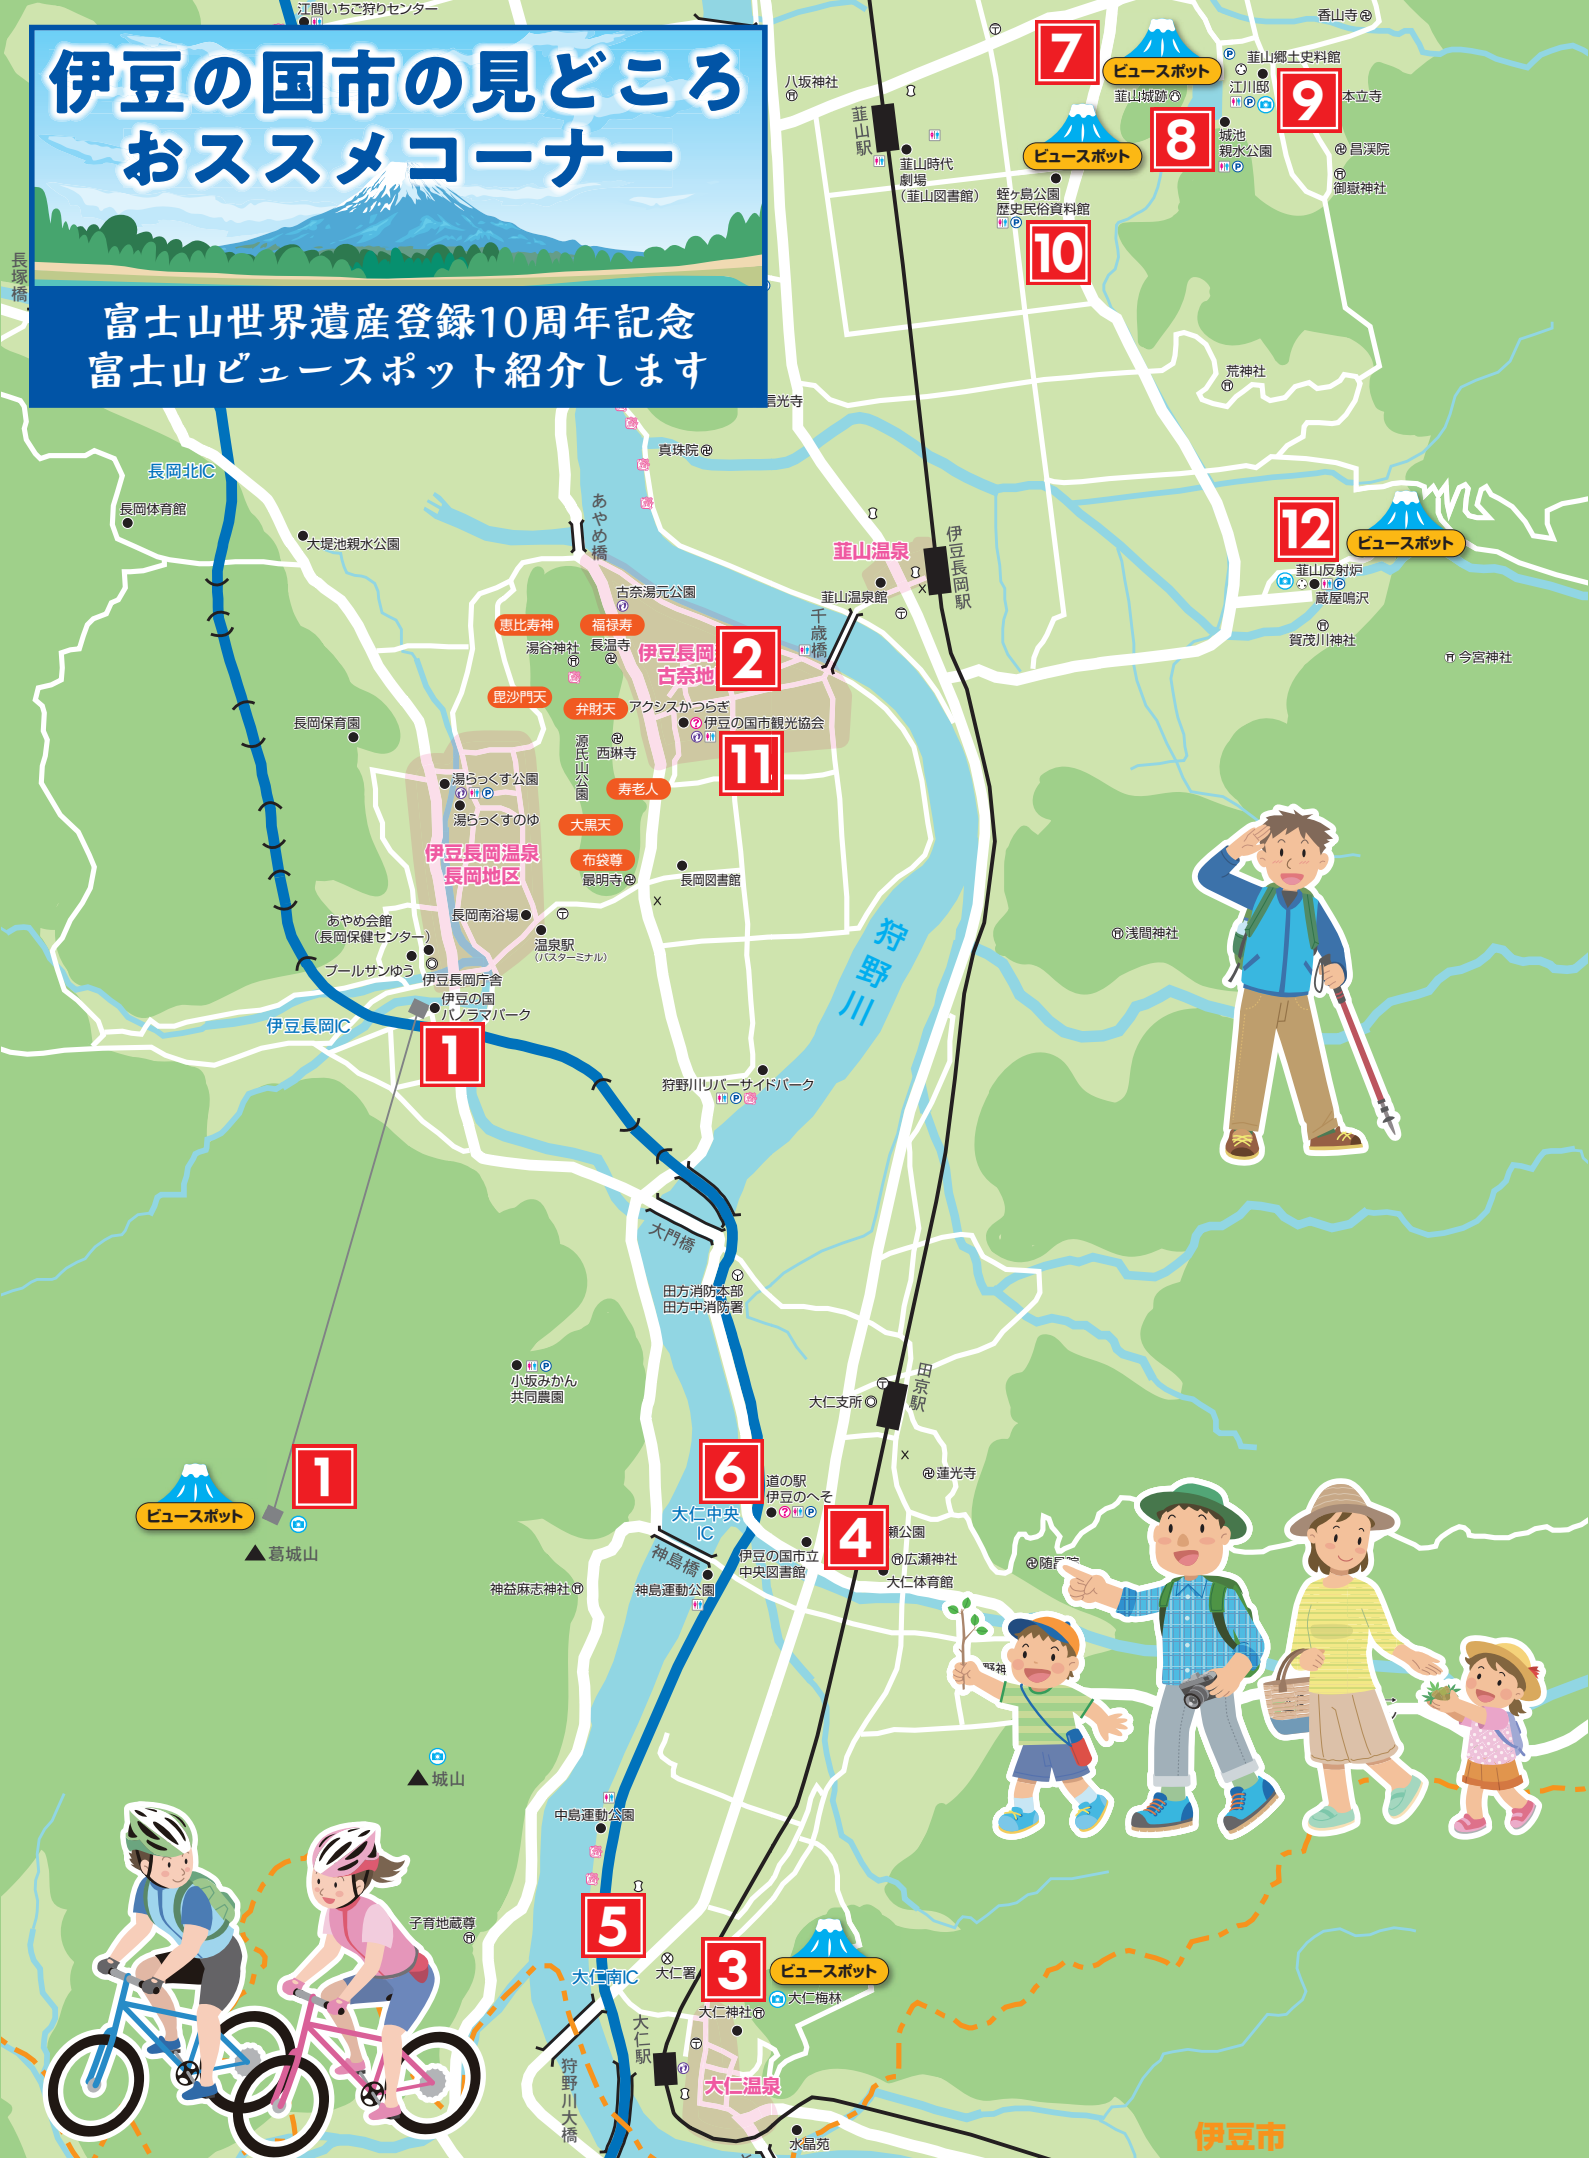 江間いちご狩りセンター
伊豆の国市の見どころ
おススメコーナー
富士山世界遺産登録10周年記念
富士山ビュースポット紹介します
長塚橋
八坂神社
韮山駅
韮山時代
劇場
（韮山図書館）
7
ビュースポット
韮山城跡
ビュースポット
8
蛭ヶ島公園
歴史民俗資料館
10
香山寺
韮山郷土史料館
江川邸
9
本立寺
城池
親水公園
昌渓院
御嶽神社
荒神社
信光寺
真珠院
長岡北IC
長岡体育館
大堤池親水公園
あやめ橋
韮山温泉
伊豆長岡駅
韮山温泉館
千歳橋
12
ビュースポット
韮山反射炉
蔵屋鳴沢
賀茂川神社
今宮神社
古奈湯元公園
恵比寿神
福禄寿
湯谷神社
長温寺
伊豆長岡
古奈地
2
毘沙門天
弁財天
アクシスかつらぎ
伊豆の国市観光協会
11
源氏山公園
西琳寺
寿老人
大黒天
布袋尊
最明寺
長岡図書館
長岡保育園
湯らっくす公園
湯らっくすのゆ
伊豆長岡温泉
長岡地区
長岡南浴場
温泉駅
（バスターミナル）
あやめ会館
（長岡保健センター）
プールサンゆう
伊豆長岡庁舎
伊豆の国
パノラマパーク
伊豆長岡IC
1
狩野川
浅間神社
狩野川リバーサイドパーク
大門橋
田方消防本部
田方中消防署
小坂みかん
共同農園
大仁支所
田京駅
蓮光寺
1
ビュースポット
葛城山
6
道の駅
伊豆のへそ
大仁中央
IC
4
瀬公園
広瀬神社
大仁体育館
伊豆の国市立
中央図書館
神島橋
神島運動公園
神益麻志神社
野神
城山
中島運動公園
子育地蔵尊
5
大仁南IC
大仁署
3
ビュースポット
大仁神社
大仁梅林
大仁駅
狩野川大橋
大仁温泉
水晶苑
伊豆市